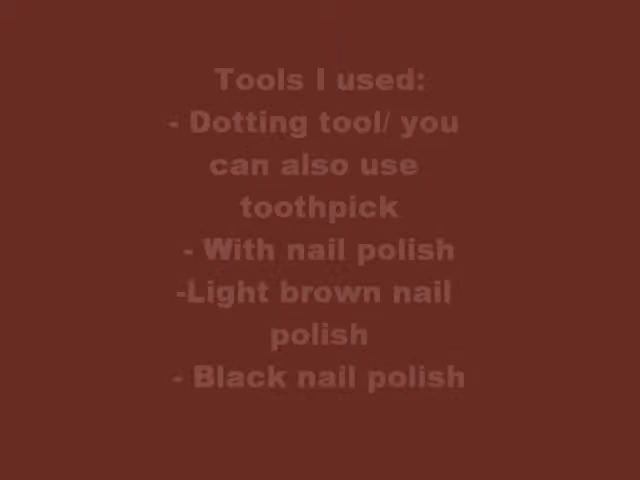 Tools I used:
- Dotting tool/ you
can also use
toothpick
- With nail polish
-Light brown nail
polish
- Black nail polish